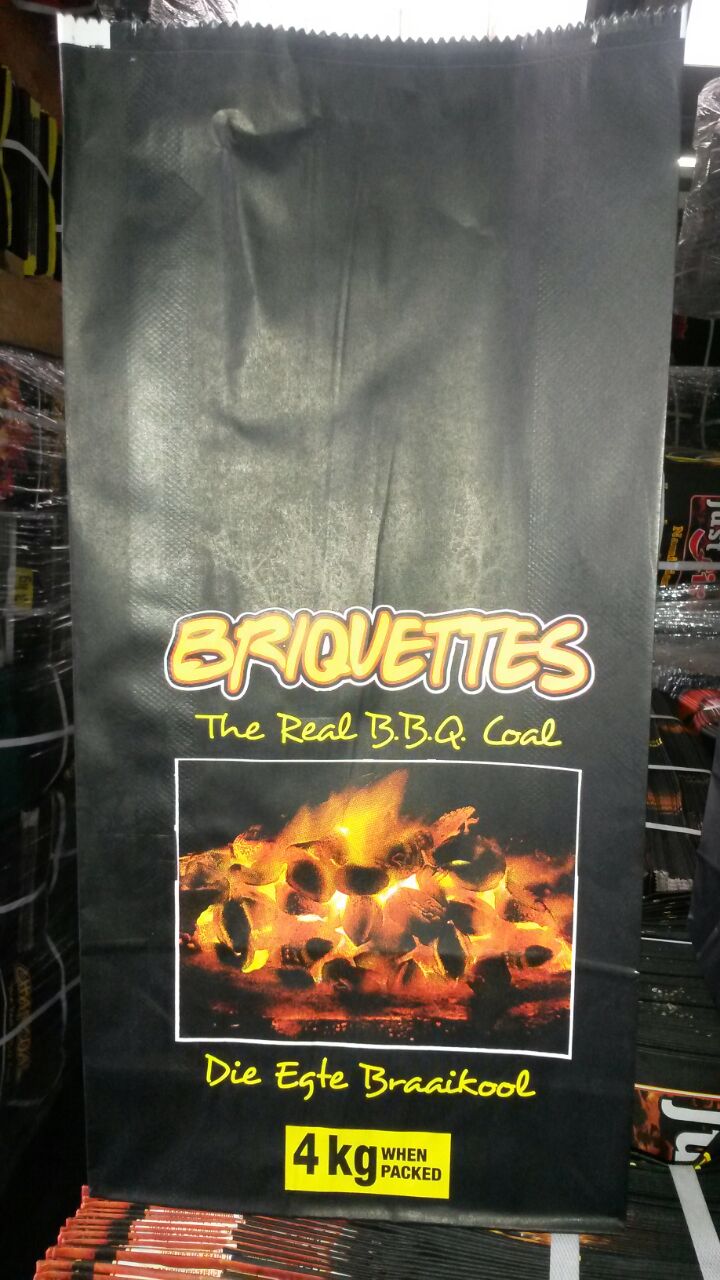 BRIQUETTES
The Real B.B.Q. Coal
Die Egte Braaikool
4 kg WHEN
PACKED